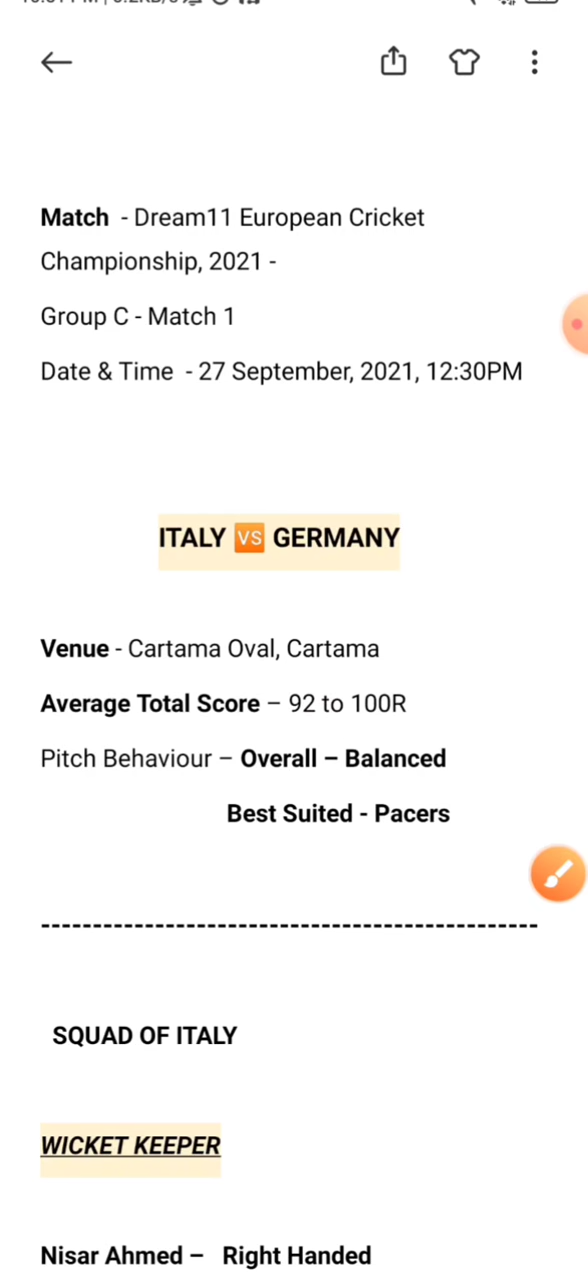 Match - Dream11 European Cricket
Championship, 2021 -
Group C - Match 1
Date & Time - 27 September, 2021, 12:30PM
ITALY 🆚 GERMANY
Venue - Cartama Oval, Cartama
Average Total Score – 92 to 100R
Pitch Behaviour – Overall – Balanced
Best Suited - Pacers
------------------------------------------------
SQUAD OF ITALY
WICKET KEEPER
Nisar Ahmed – Right Handed